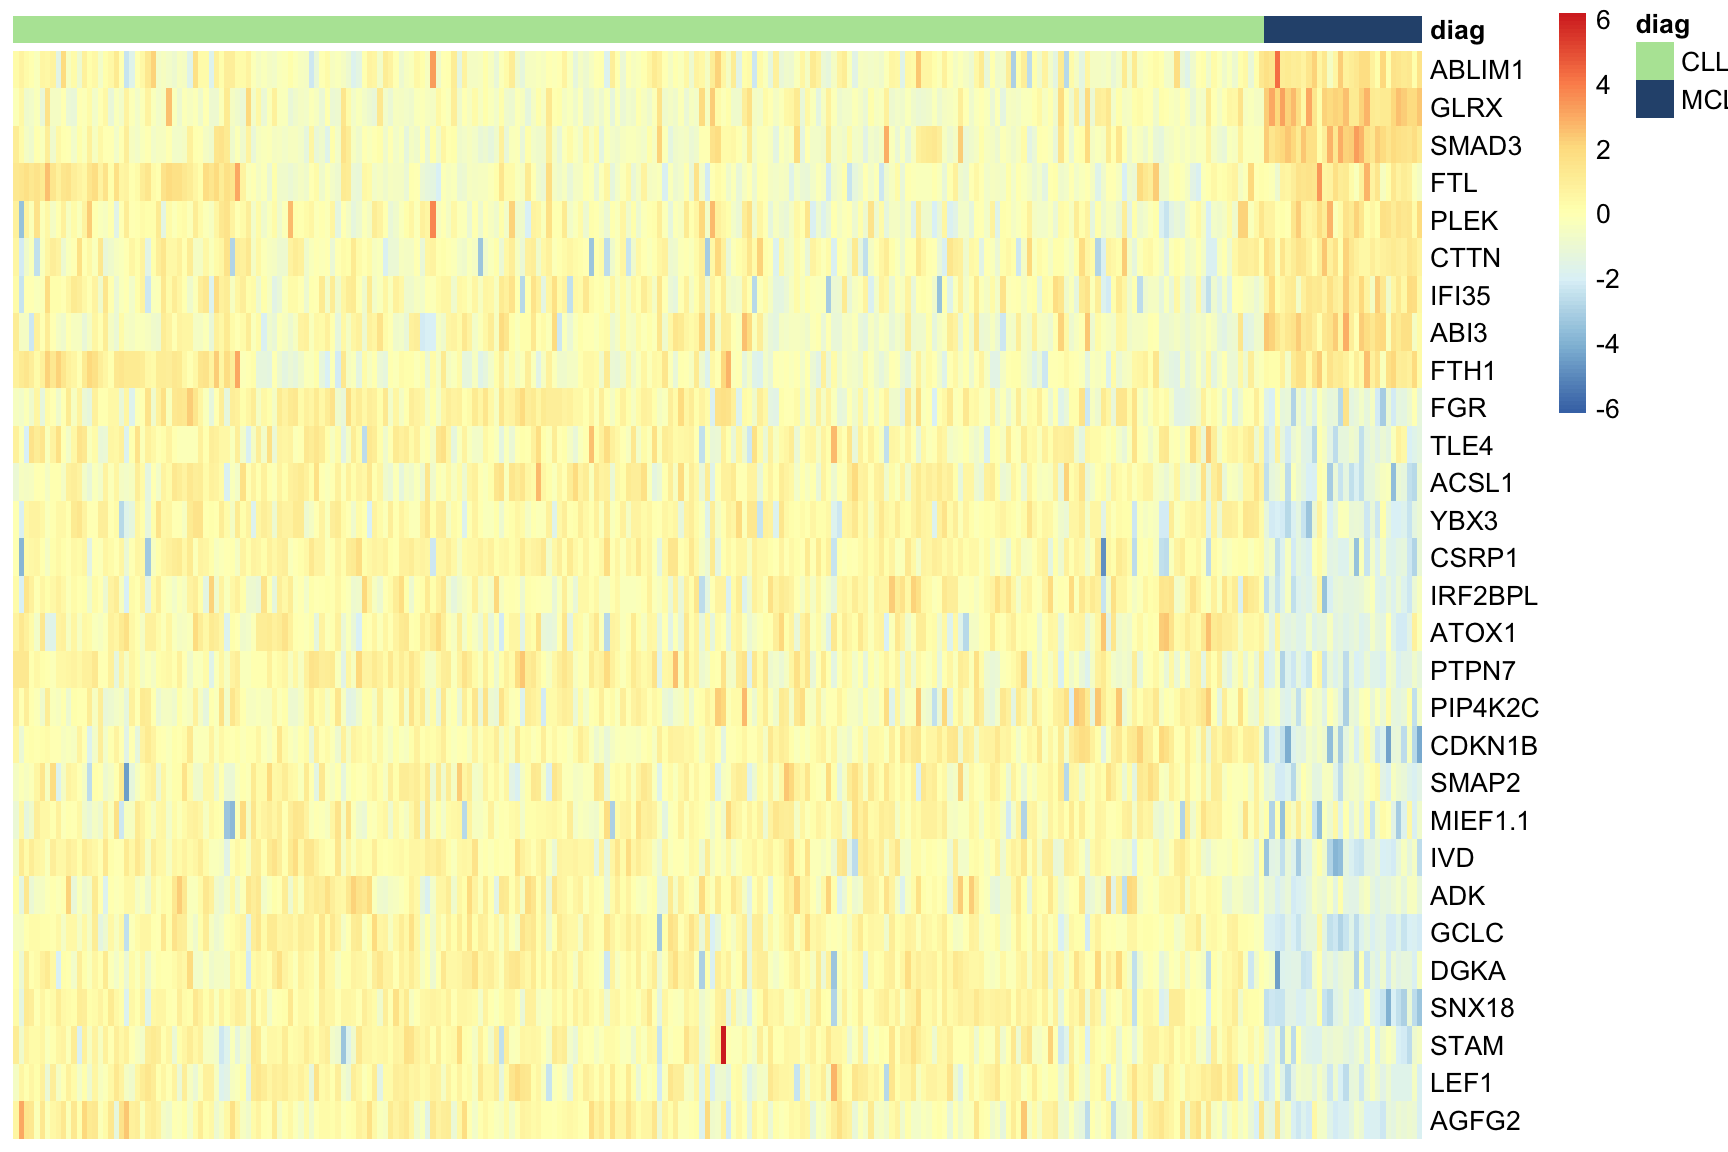 diag
ABLIM1
GLRX
SMAD3
FTL
PLEK
CTTN
IFI35
ABI3
FTH1
FGR
TLE4
ACSL1
YBX3
CSRP1
IRF2BPL
ATOX1
PTPN7
PIP4K2C
CDKN1B
SMAP2
MIEF1.1
IVD
ADK
GCLC
DGKA
SNX18
STAM
LEF1
AGFG2
6
4
2
0
-2
-4
-6
diag
CLL
MCL